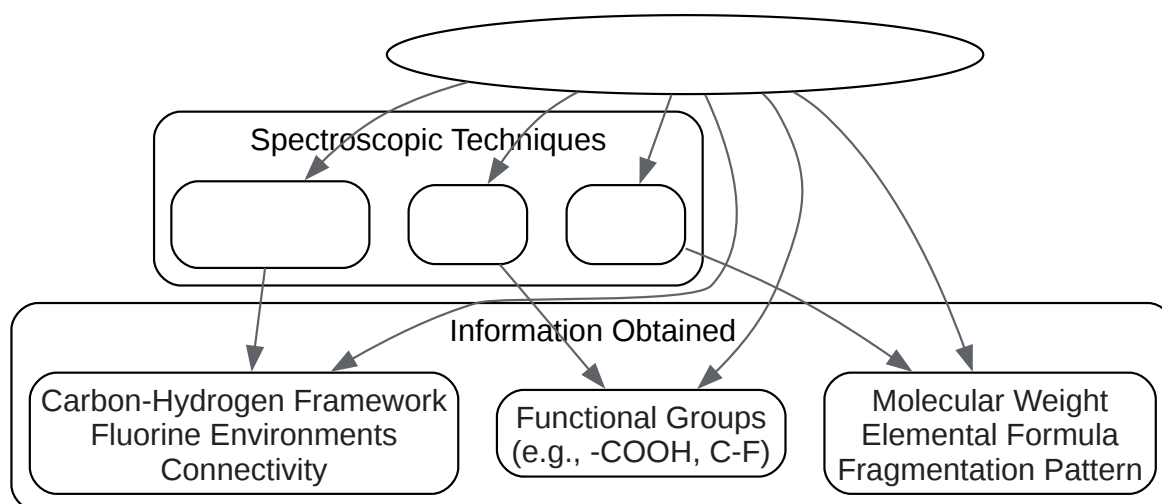 Spectroscopic Techniques
Information Obtained
Carbon-Hydrogen Framework
Fluorine Environments
Connectivity
Functional Groups
(e.g., -COOH, C-F)
Molecular Weight
Elemental Formula
Fragmentation Pattern